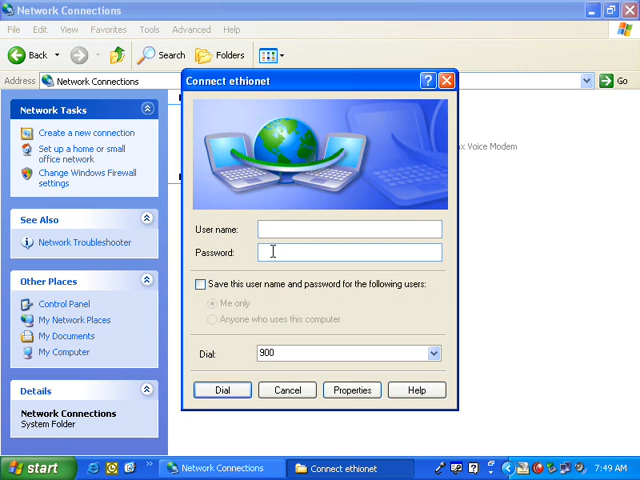 Network Connections
File Edit View Favorites Tools Advanced Help
Back Search Folders
Address Network Connections Go
Network Tasks
Create a new connection
Set up a home or small
office network
Change Windows Firewall
settings
See Also
Network Troubleshooter
Other Places
Control Panel
My Network Places
My Documents
My Computer
Details
Network Connections
System Folder
Connect ethionet
User name:
Password:
Save this user name and password for the following users:
Me only
Anyone who uses this computer
Dial: 900
Dial Cancel Properties Help
ax Voice Modem
start Network Connections Connect ethionet 7:49 AM